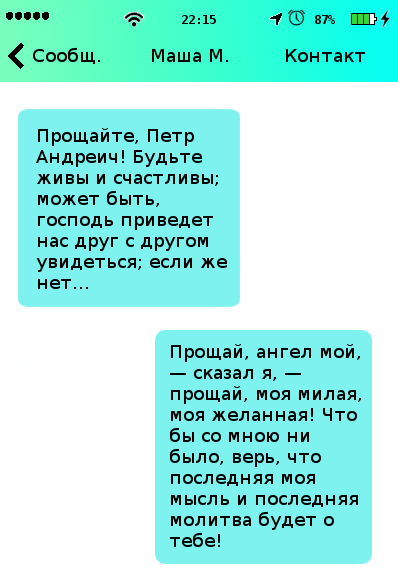 22:15 87%
Сообщ. Маша М. Контакт
Прощайте, Петр
Андреич! Будьте
живы и счастливы;
может быть,
господь приведет
нас друг с другом
увидеться; если же
нет...
Прощай, ангел мой,
— сказал я, —
прощай, моя милая,
моя желанная! Что
бы со мною ни
было, верь, что
последняя моя
мысль и последняя
молитва будет о
тебе!